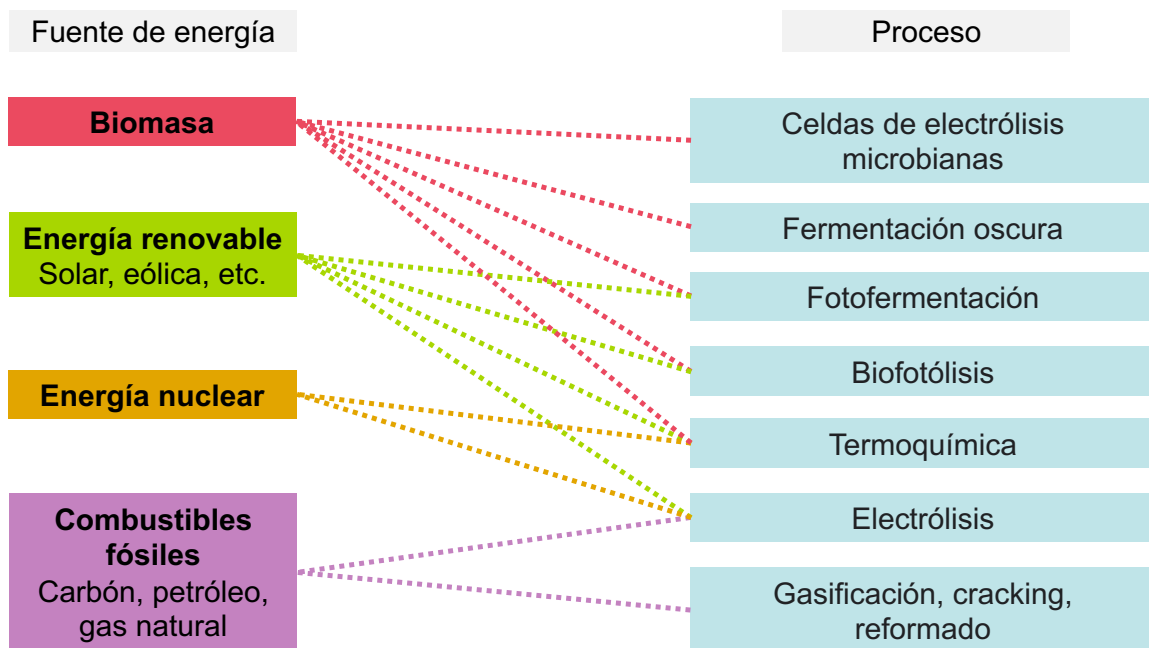 Fuente de energía
Proceso
Biomasa
Energía renovable
Solar, eólica, etc.
Energía nuclear
Combustibles
fósiles
Carbón, petróleo,
gas natural
Celdas de electrólisis
microbianas
Fermentación oscura
Fotofermentación
Biofotólisis
Termoquímica
Electrólisis
Gasificación, cracking,
reformado